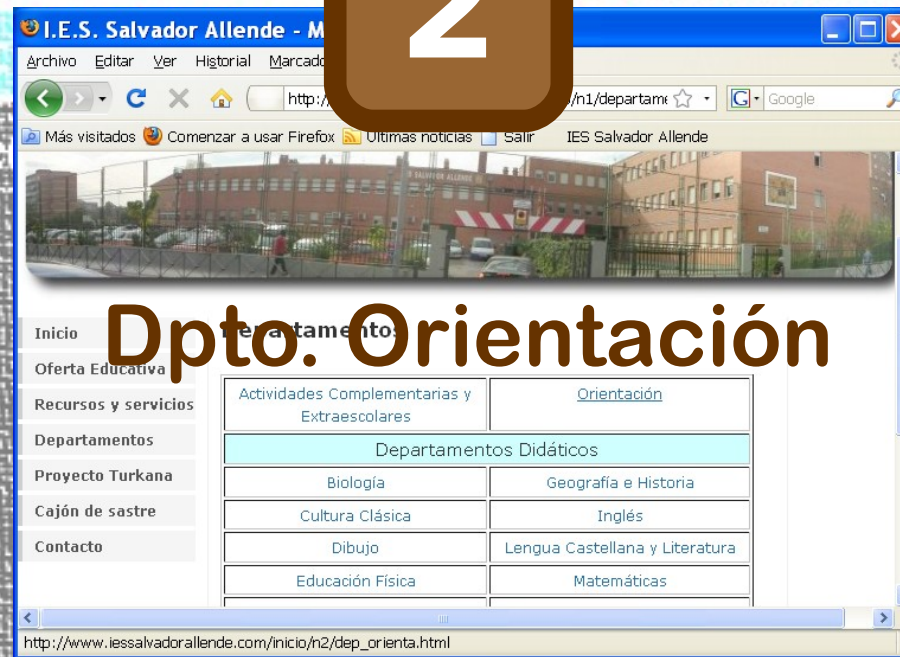 I.E.S. Salvador Allende - M
2
Archivo Editar Ver Historial Marcado
http:/ /n1/departame Google
Más visitados Comenzar a usar Firefox Últimas noticias Salir IES Salvador Allende
Dpto. Orientación
Departamentos
Inicio
Oferta Educativa
Recursos y servicios
Departamentos
Proyecto Turkana
Cajón de sastre
Contacto
Actividades Complementarias y Extraescolares
Orientación
Departamentos Didáticos
Biología Geografía e Historia
Cultura Clásica Inglés
Dibujo Lengua Castellana y Literatura
Educación Física Matemáticas
http://www.iessalvadorallende.com/inicio/n2/dep_orienta.html